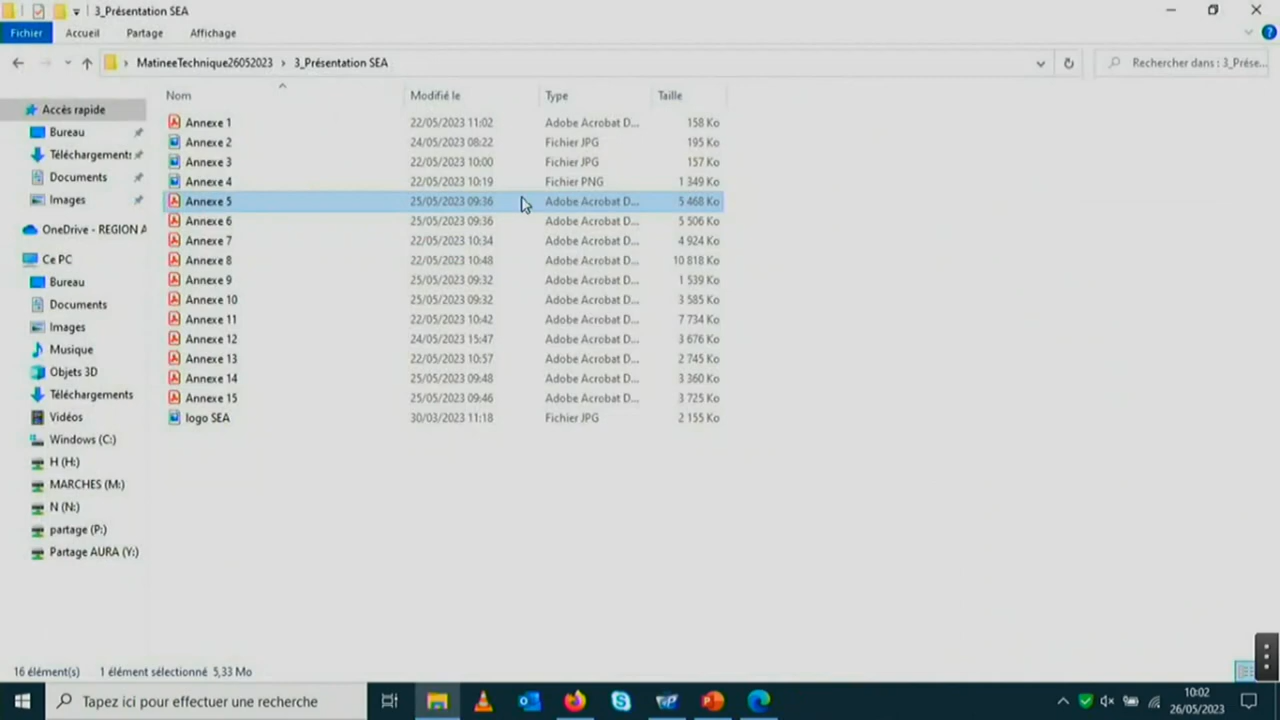 3_Présentation SEA
Fichier Accueil Partage Affichage
MatineeTechnique26052023 3_Présentation SEA Rechercher dans : 3_Prése...
Nom Modifié le Type Taille
Accès rapide
Bureau
Téléchargements
Documents
Images
OneDrive - REGION A
Ce PC
Bureau
Documents
Images
Musique
Objets 3D
Téléchargements
Vidéos
Windows (C:)
H (H:)
MARCHES (M:)
N (N:)
partage (P:)
Partage AURA (Y:)
Annexe 1 22/05/2023 11:02 Adobe Acrobat D... 158 Ko
Annexe 2 24/05/2023 08:22 Fichier JPG 195 Ko
Annexe 3 22/05/2023 10:00 Fichier JPG 157 Ko
Annexe 4 22/05/2023 10:19 Fichier PNG 1 349 Ko
Annexe 5 25/05/2023 09:36 Adobe Acrobat D... 5 468 Ko
Annexe 6 25/05/2023 09:36 Adobe Acrobat D... 5 506 Ko
Annexe 7 22/05/2023 10:34 Adobe Acrobat D... 4 924 Ko
Annexe 8 22/05/2023 10:48 Adobe Acrobat D... 10 818 Ko
Annexe 9 25/05/2023 09:32 Adobe Acrobat D... 1 539 Ko
Annexe 10 25/05/2023 09:32 Adobe Acrobat D... 3 585 Ko
Annexe 11 22/05/2023 10:42 Adobe Acrobat D... 7 734 Ko
Annexe 12 24/05/2023 15:47 Adobe Acrobat D... 3 676 Ko
Annexe 13 22/05/2023 10:57 Adobe Acrobat D... 2 745 Ko
Annexe 14 25/05/2023 09:48 Adobe Acrobat D... 3 360 Ko
Annexe 15 25/05/2023 09:46 Adobe Acrobat D... 3 725 Ko
logo SEA 30/03/2023 11:18 Fichier JPG 2 155 Ko
16 élément(s) 1 élément sélectionné 5,33 Mo
Tapez ici pour effectuer une recherche
10:02
26/05/2023